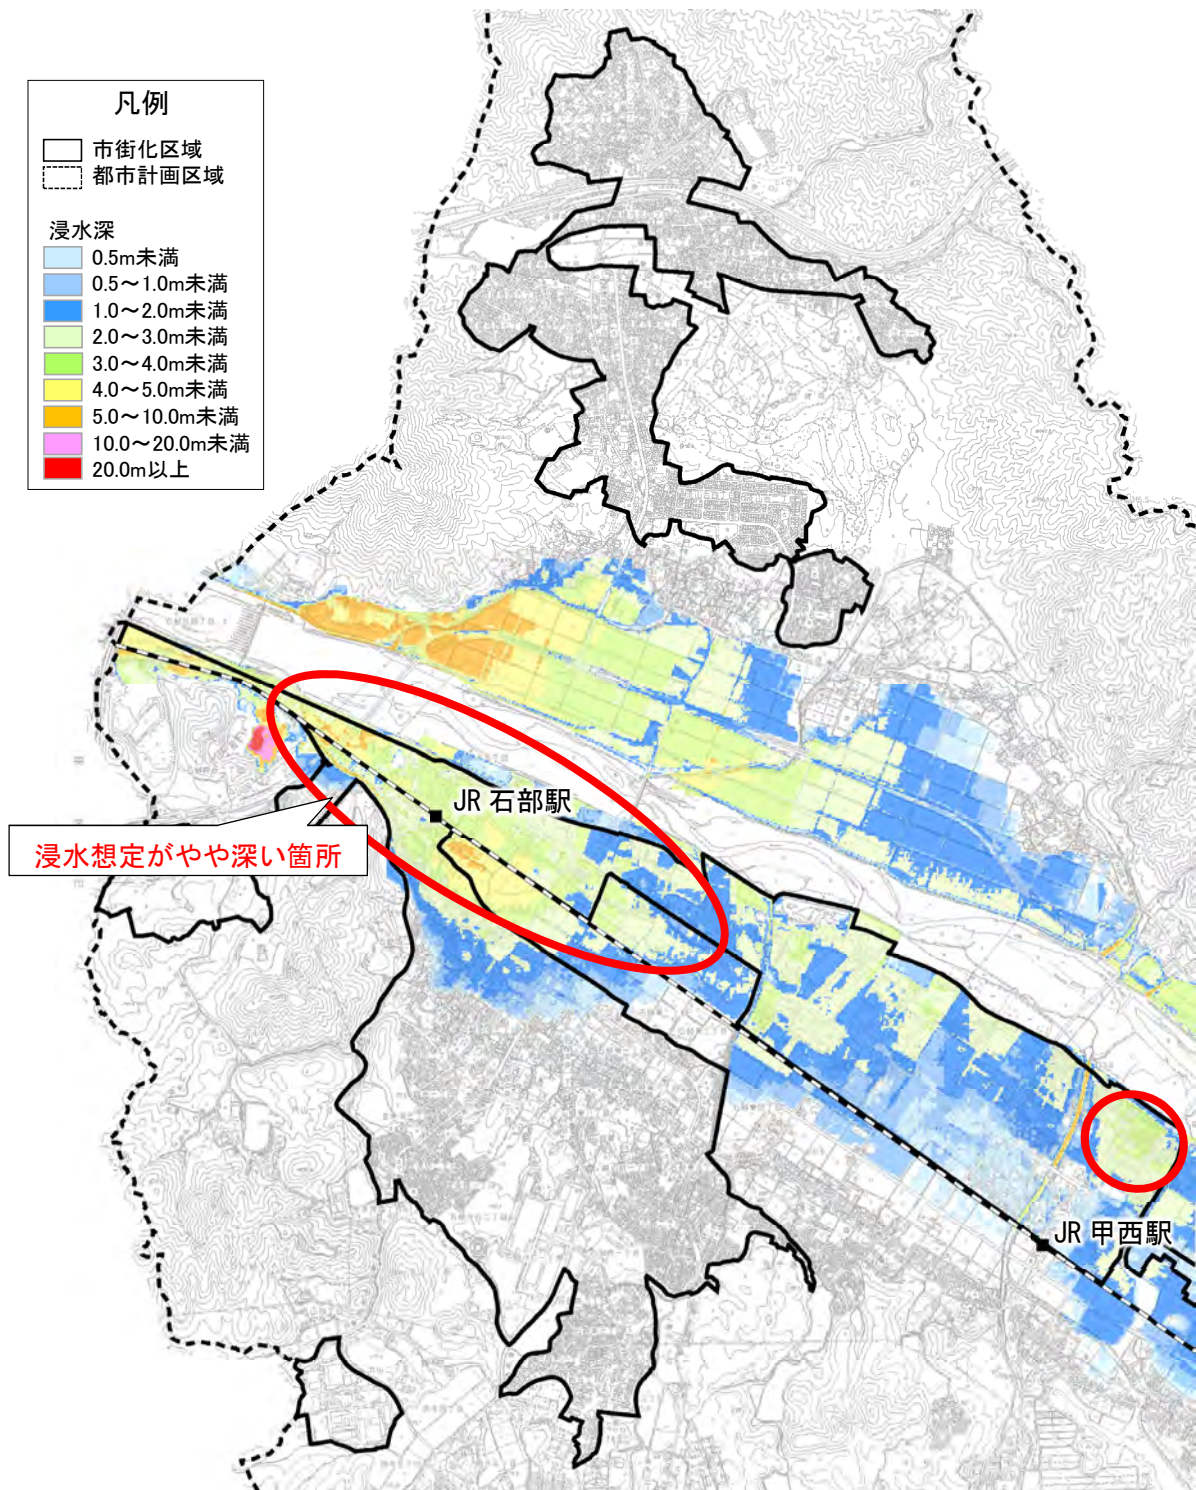 凡例
市街化区域
都市計画区域
浸水深
0.5m未満
0.5～1.0m未満
1.0～2.0m未満
2.0～3.0m未満
3.0～4.0m未満
4.0～5.0m未満
5.0～10.0m未満
10.0～20.0m未満
20.0m以上
JR 石部駅
浸水想定がやや深い箇所
JR 甲西駅